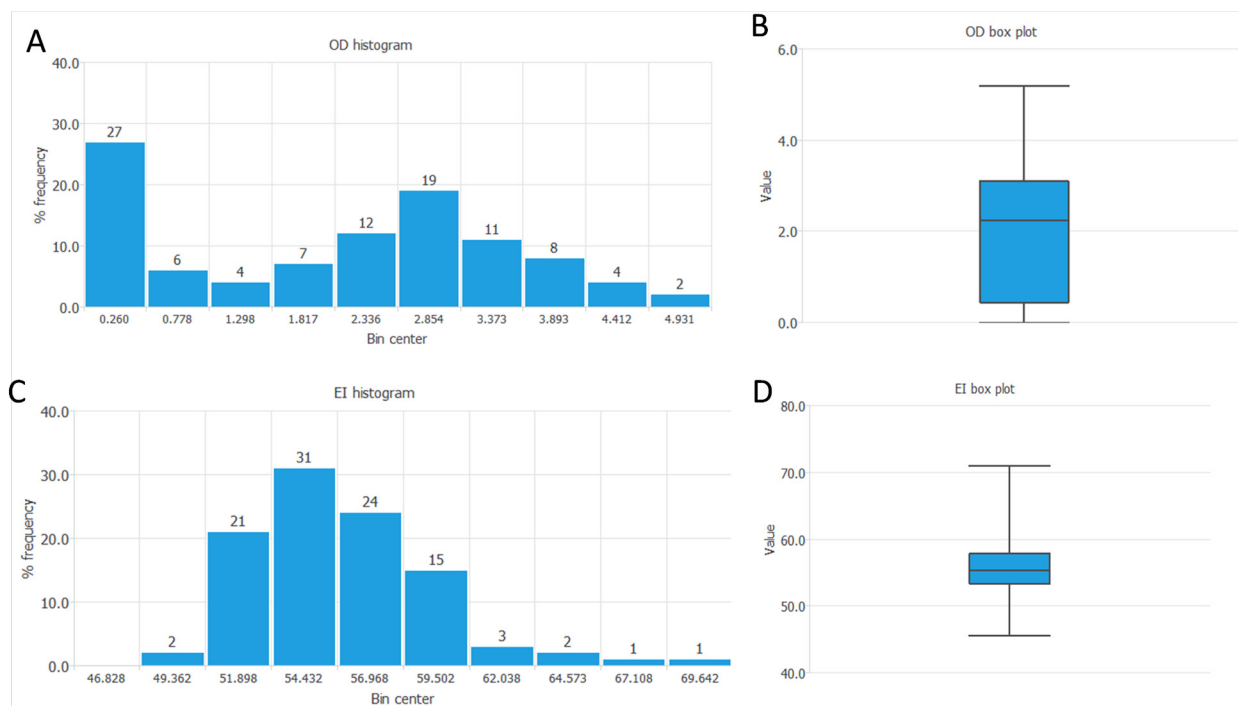 A
OD histogram
% frequency
40.0
30.0
20.0
10.0
0.0
27
6
4
7
12
19
11
8
4
2
0.260 0.778 1.298 1.817 2.336 2.854 3.373 3.893 4.412 4.931
Bin center
B
OD box plot
Value
6.0
4.0
2.0
0.0
C
EI histogram
% frequency
40.0
30.0
20.0
10.0
0.0
2
21
31
24
15
3
2
1
1
46.828 49.362 51.898 54.432 56.968 59.502 62.038 64.573 67.108 69.642
Bin center
D
EI box plot
Value
80.0
70.0
60.0
50.0
40.0